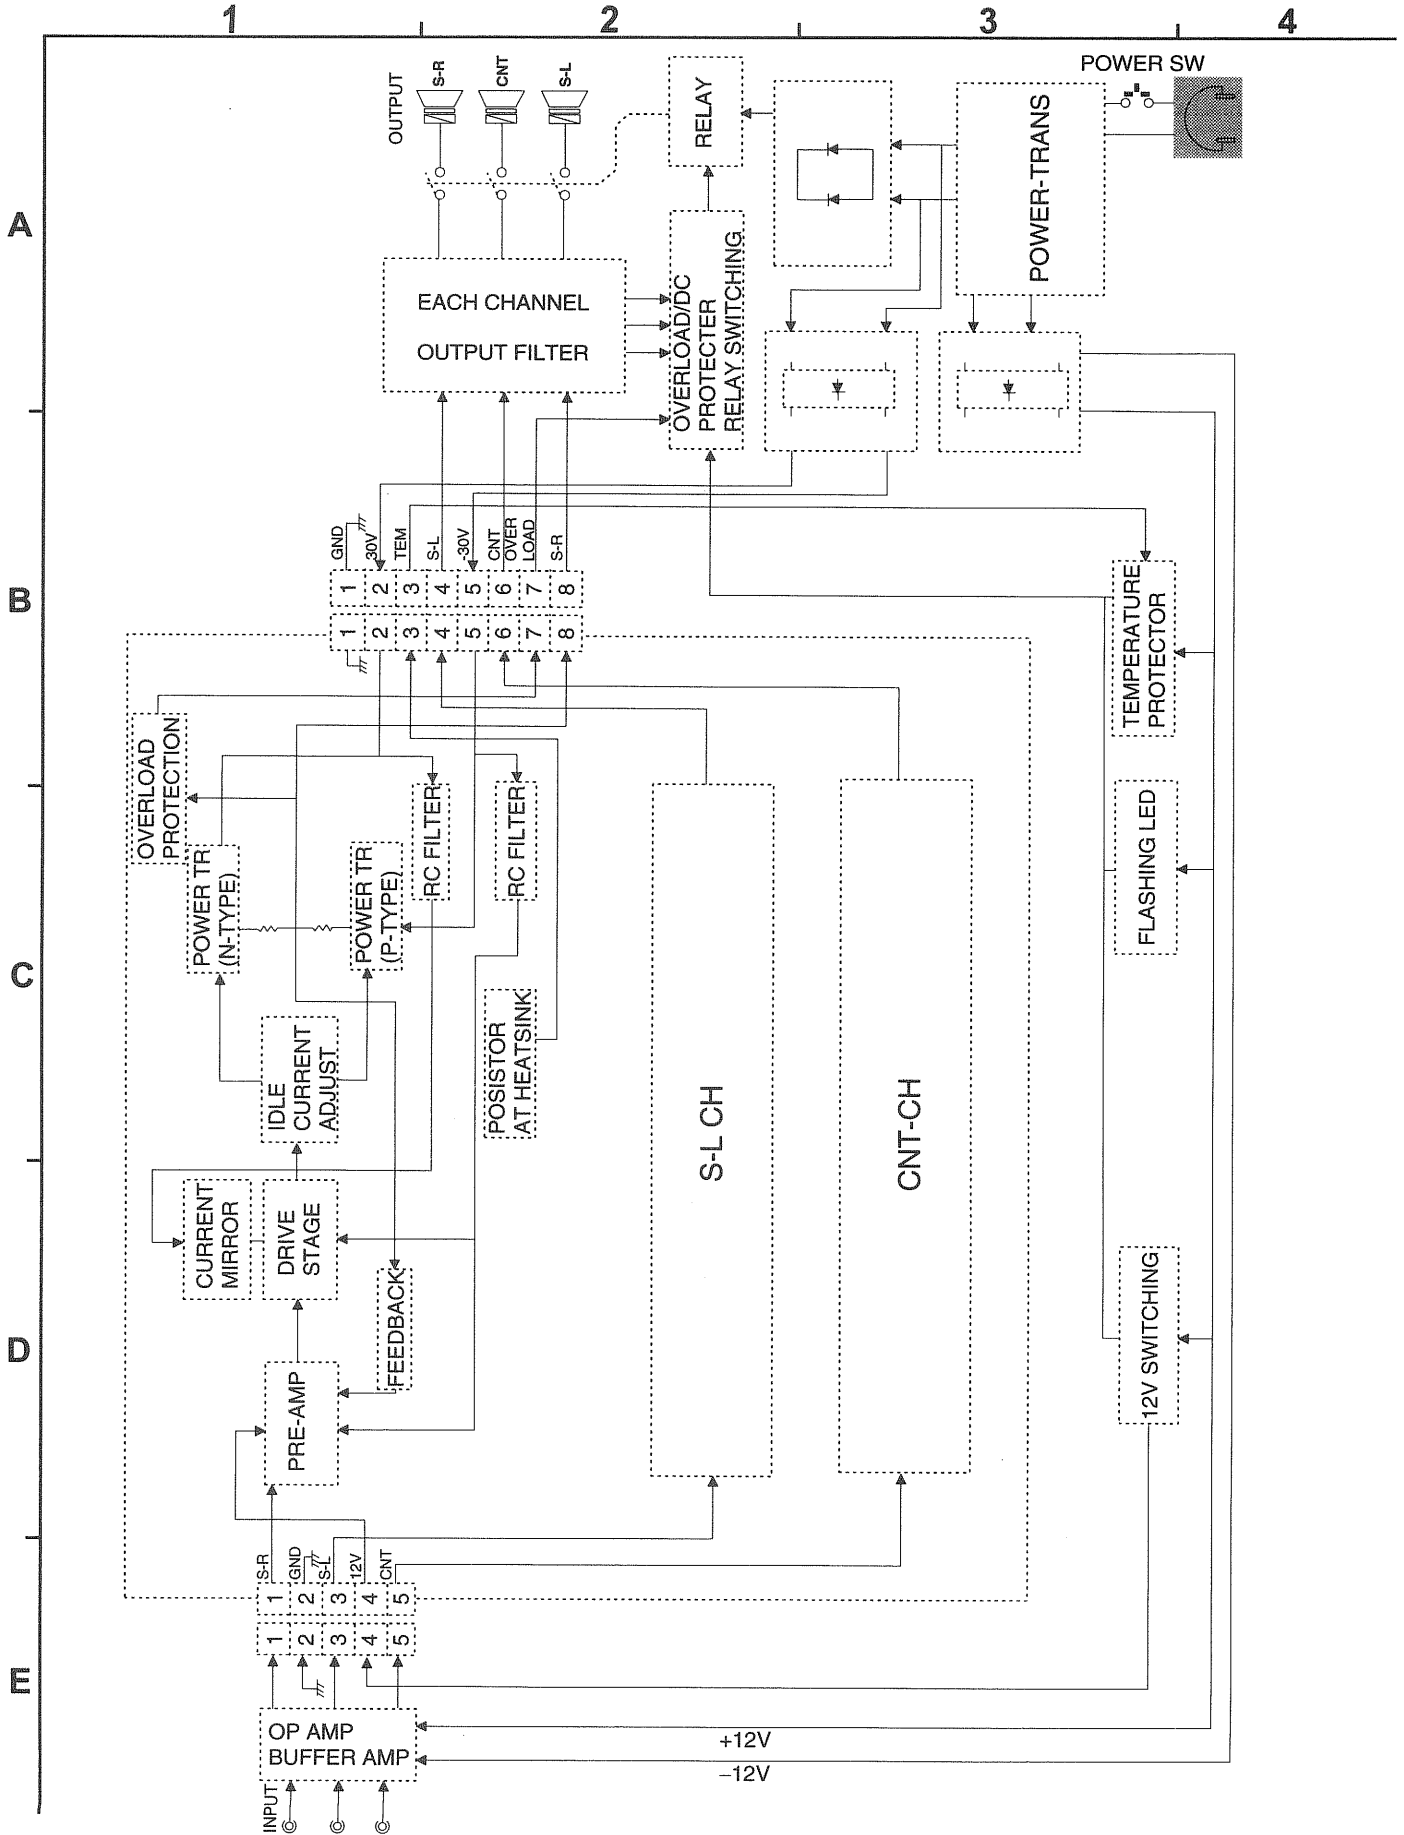 1 2 3 4
POWER SW
OUTPUT
S-R
CNT
S-L
RELAY
POWER-TRANS
A
EACH CHANNEL
OUTPUT FILTER
OVERLOAD/DC
PROTECTER
RELAY SWITCHING
GND
30V
TEM
S-L
-30V
CNT
OVER
LOAD
S-R
B
1 2 3 4 5 6 7 8
1 2 3 4 5 6 7 8
TEMPERATURE
PROTECTOR
OVERLOAD
PROTECTION
POWER TR
(N-TYPE)
POWER TR
(P-TYPE)
RC FILTER
RC FILTER
FLASHING LED
C
IDLE
CURRENT
ADJUST
POSISTOR
AT HEATSINK
S-L CH
CNT-CH
CURRENT
MIRROR
DRIVE
STAGE
FEEDBACK
12V SWITCHING
D
PRE-AMP
S-R
GND
S-L
12V
CNT
1 2 3 4 5
1 2 3 4 5
E
OP AMP
BUFFER AMP
+12V
−12V
INPUT